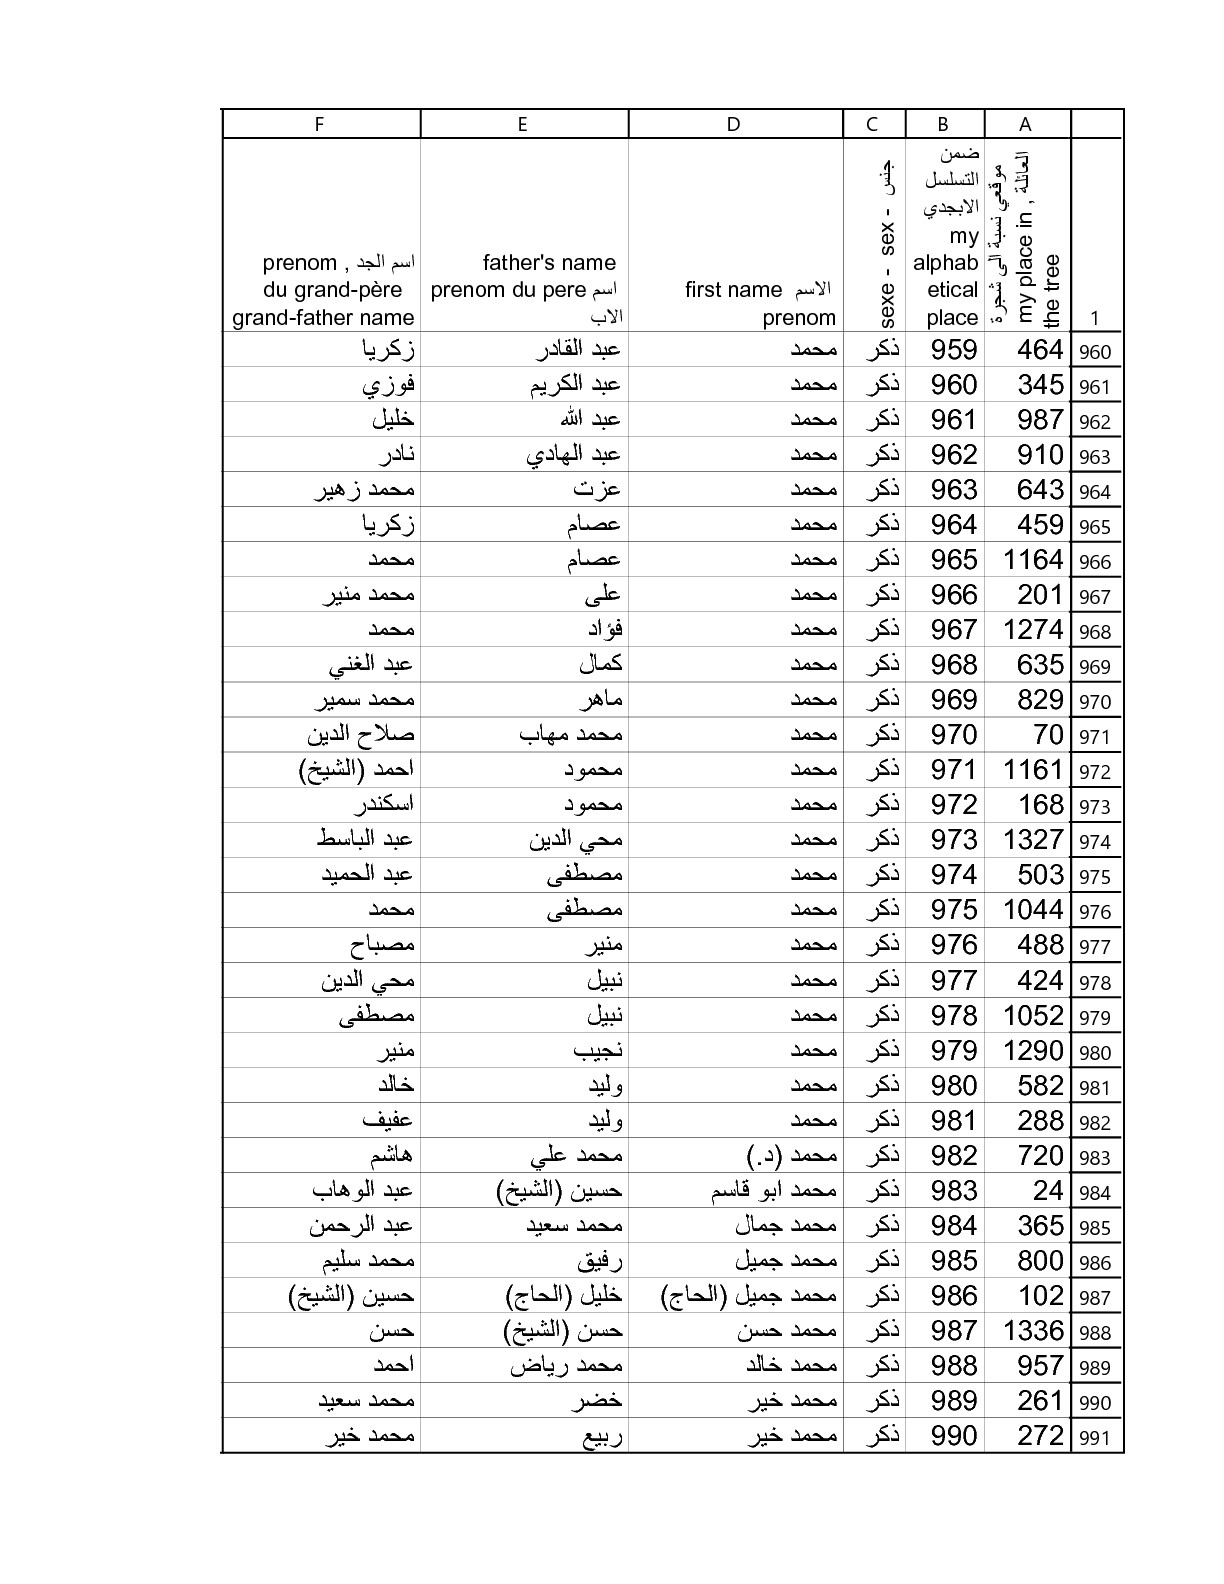 A B C D E F
1
موقعي نسبة الى شجرة
العائلة , my place in
the tree
ضمن
التسلسل
الابجدي
my
alphab
etical
place
sexe - sex - جنس
first name الاسم
prenom
father's name
prenom du pere اسم
الاب
prenom , اسم الجد
du grand-père
grand-father name
960 464 959 ذكر محمد عبد القادر زكريا
961 345 960 ذكر محمد عبد الكريم فوزي
962 987 961 ذكر محمد عبد الله خليل
963 910 962 ذكر محمد عبد الهادي نادر
964 643 963 ذكر محمد عزت محمد زهير
965 459 964 ذكر محمد عصام زكريا
966 1164 965 ذكر محمد عصام محمد
967 201 966 ذكر محمد على محمد منير
968 1274 967 ذكر محمد فؤاد محمد
969 635 968 ذكر محمد كمال عبد الغني
970 829 969 ذكر محمد ماهر محمد سمير
971 70 970 ذكر محمد محمد مهاب صلاح الدين
972 1161 971 ذكر محمد محمود احمد (الشيخ)
973 168 972 ذكر محمد محمود اسكندر
974 1327 973 ذكر محمد محي الدين عبد الباسط
975 503 974 ذكر محمد مصطفى عبد الحميد
976 1044 975 ذكر محمد مصطفى محمد
977 488 976 ذكر محمد منير مصباح
978 424 977 ذكر محمد نبيل محي الدين
979 1052 978 ذكر محمد نبيل مصطفى
980 1290 979 ذكر محمد نجيب منير
981 582 980 ذكر محمد وليد خالد
982 288 981 ذكر محمد وليد عفيف
983 720 982 ذكر محمد (د.) محمد علي هاشم
984 24 983 ذكر محمد ابو قاسم حسين (الشيخ) عبد الوهاب
985 365 984 ذكر محمد جمال محمد سعيد عبد الرحمن
986 800 985 ذكر محمد جميل رفيق محمد سليم
987 102 986 ذكر محمد جميل (الحاج) خليل (الحاج) حسين (الشيخ)
988 1336 987 ذكر محمد حسن حسن (الشيخ) حسن
989 957 988 ذكر محمد خالد محمد رياض احمد
990 261 989 ذكر محمد خير خضر محمد سعيد
991 272 990 ذكر محمد خير ربيع محمد خير